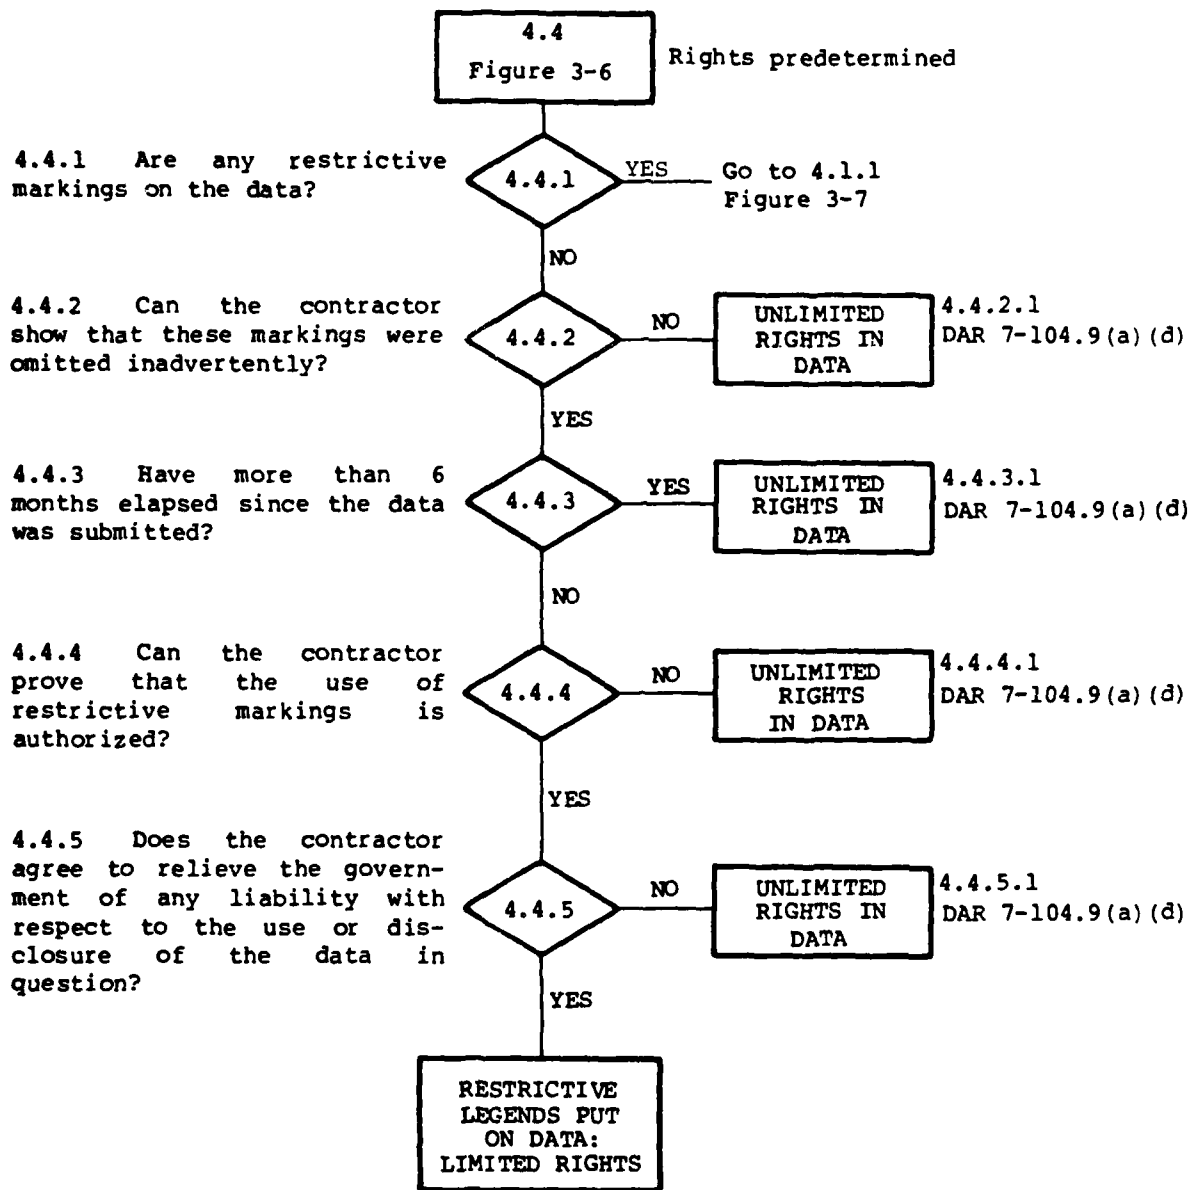 4.4
Figure 3-6
Rights predetermined
4.4.1 Are any restrictive
markings on the data?
4.4.1
YES
Go to 4.1.1
Figure 3-7
NO
4.4.2 Can the contractor
show that these markings were
omitted inadvertently?
4.4.2
NO
UNLIMITED
RIGHTS IN
DATA
4.4.2.1
DAR 7-104.9(a)(d)
YES
4.4.3 Have more than 6
months elapsed since the data
was submitted?
4.4.3
YES
UNLIMITED
RIGHTS IN
DATA
4.4.3.1
DAR 7-104.9(a)(d)
NO
4.4.4 Can the contractor
prove that the use of
restrictive markings is
authorized?
4.4.4
NO
UNLIMITED
RIGHTS
IN DATA
4.4.4.1
DAR 7-104.9(a)(d)
YES
4.4.5 Does the contractor
agree to relieve the govern-
ment of any liability with
respect to the use or dis-
closure of the data in
question?
4.4.5
NO
UNLIMITED
RIGHTS IN
DATA
4.4.5.1
DAR 7-104.9(a)(d)
YES
RESTRICTIVE
LEGENDS PUT
ON DATA:
LIMITED RIGHTS